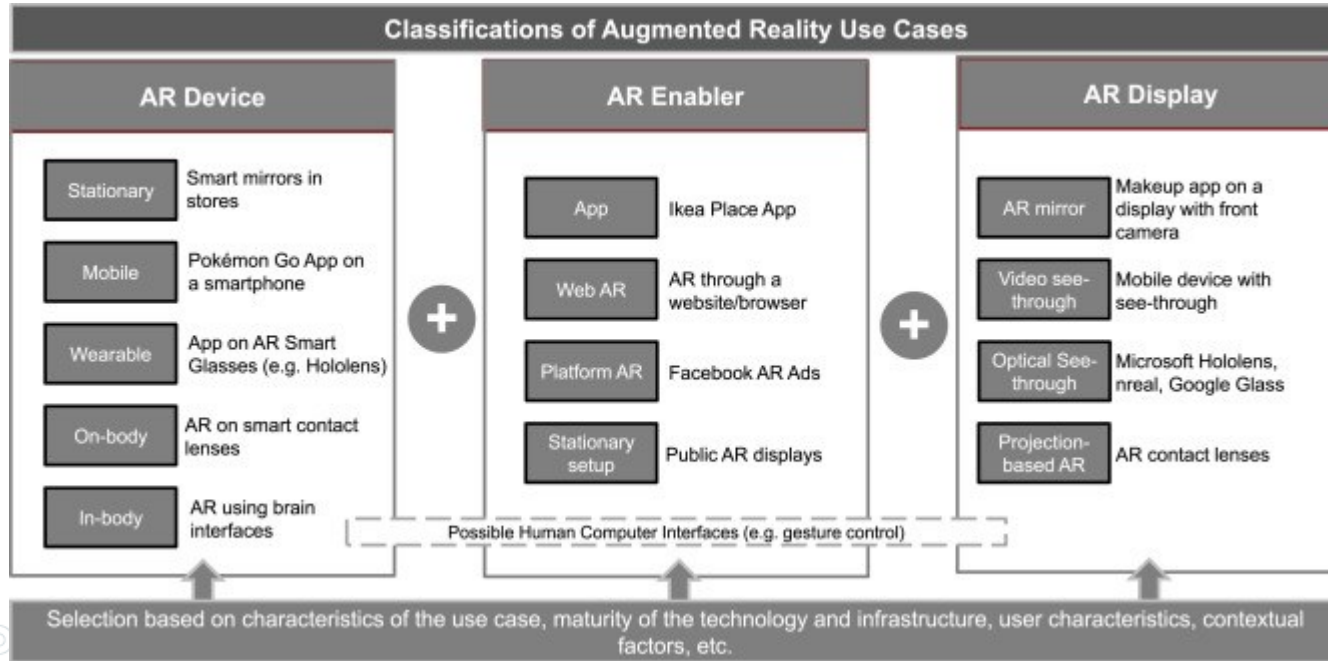 Classifications of Augmented Reality Use Cases
AR Device
Stationary
Smart mirrors in
stores
Mobile
Pokémon Go App on
a smartphone
Wearable
App on AR Smart
Glasses (e.g. Hololens)
On-body
AR on smart contact
lenses
In-body
AR using brain
interfaces
AR Enabler
App
Ikea Place App
Web AR
AR through a
website/browser
Platform AR
Facebook AR Ads
Stationary
setup
Public AR displays
AR Display
AR mirror
Makeup app on a
display with front
camera
Video see-
through
Mobile device with
see-through
Optical See-
through
Microsoft Hololens,
nreal, Google Glass
Projection-
based AR
AR contact lenses
Possible Human Computer Interfaces (e.g. gesture control)
Selection based on characteristics of the use case, maturity of the technology and infrastructure, user characteristics, contextual
factors, etc.